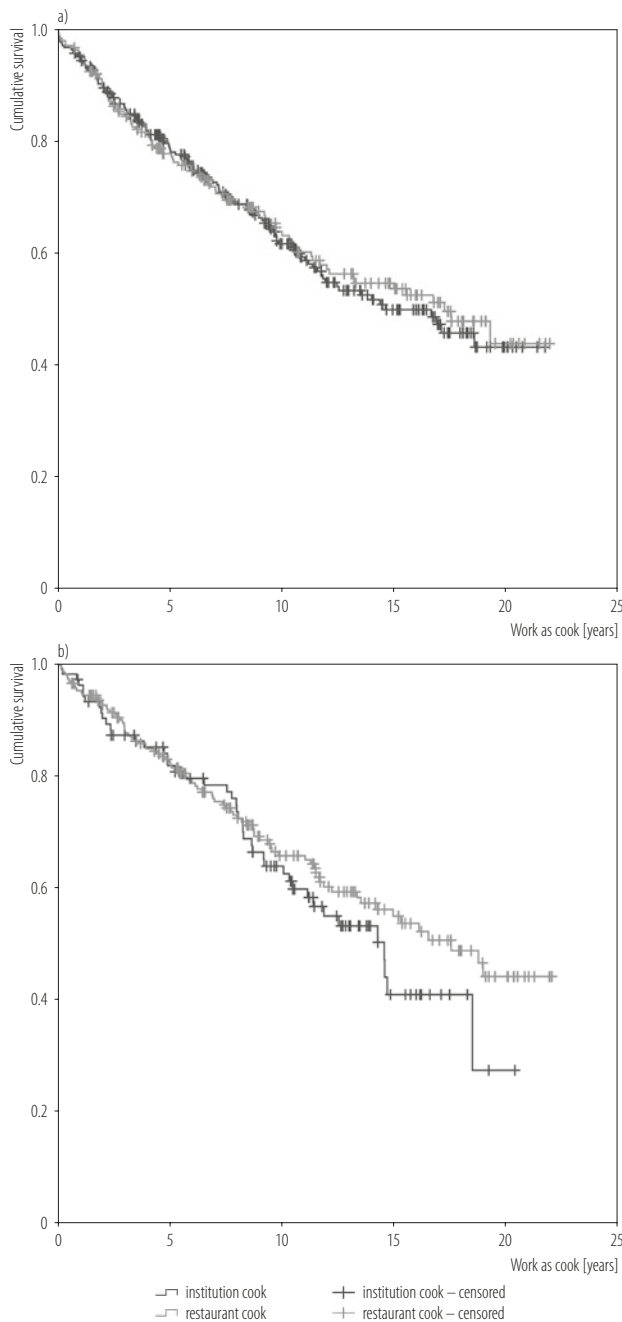 a)
Cumulative survival
1.0
0.8
0.6
0.4
0.2
0
0 5 10 15 20 25
Work as cook [years]
b)
Cumulative survival
1.0
0.8
0.6
0.4
0.2
0
0 5 10 15 20 25
Work as cook [years]
institution cook institution cook – censored
restaurant cook restaurant cook – censored